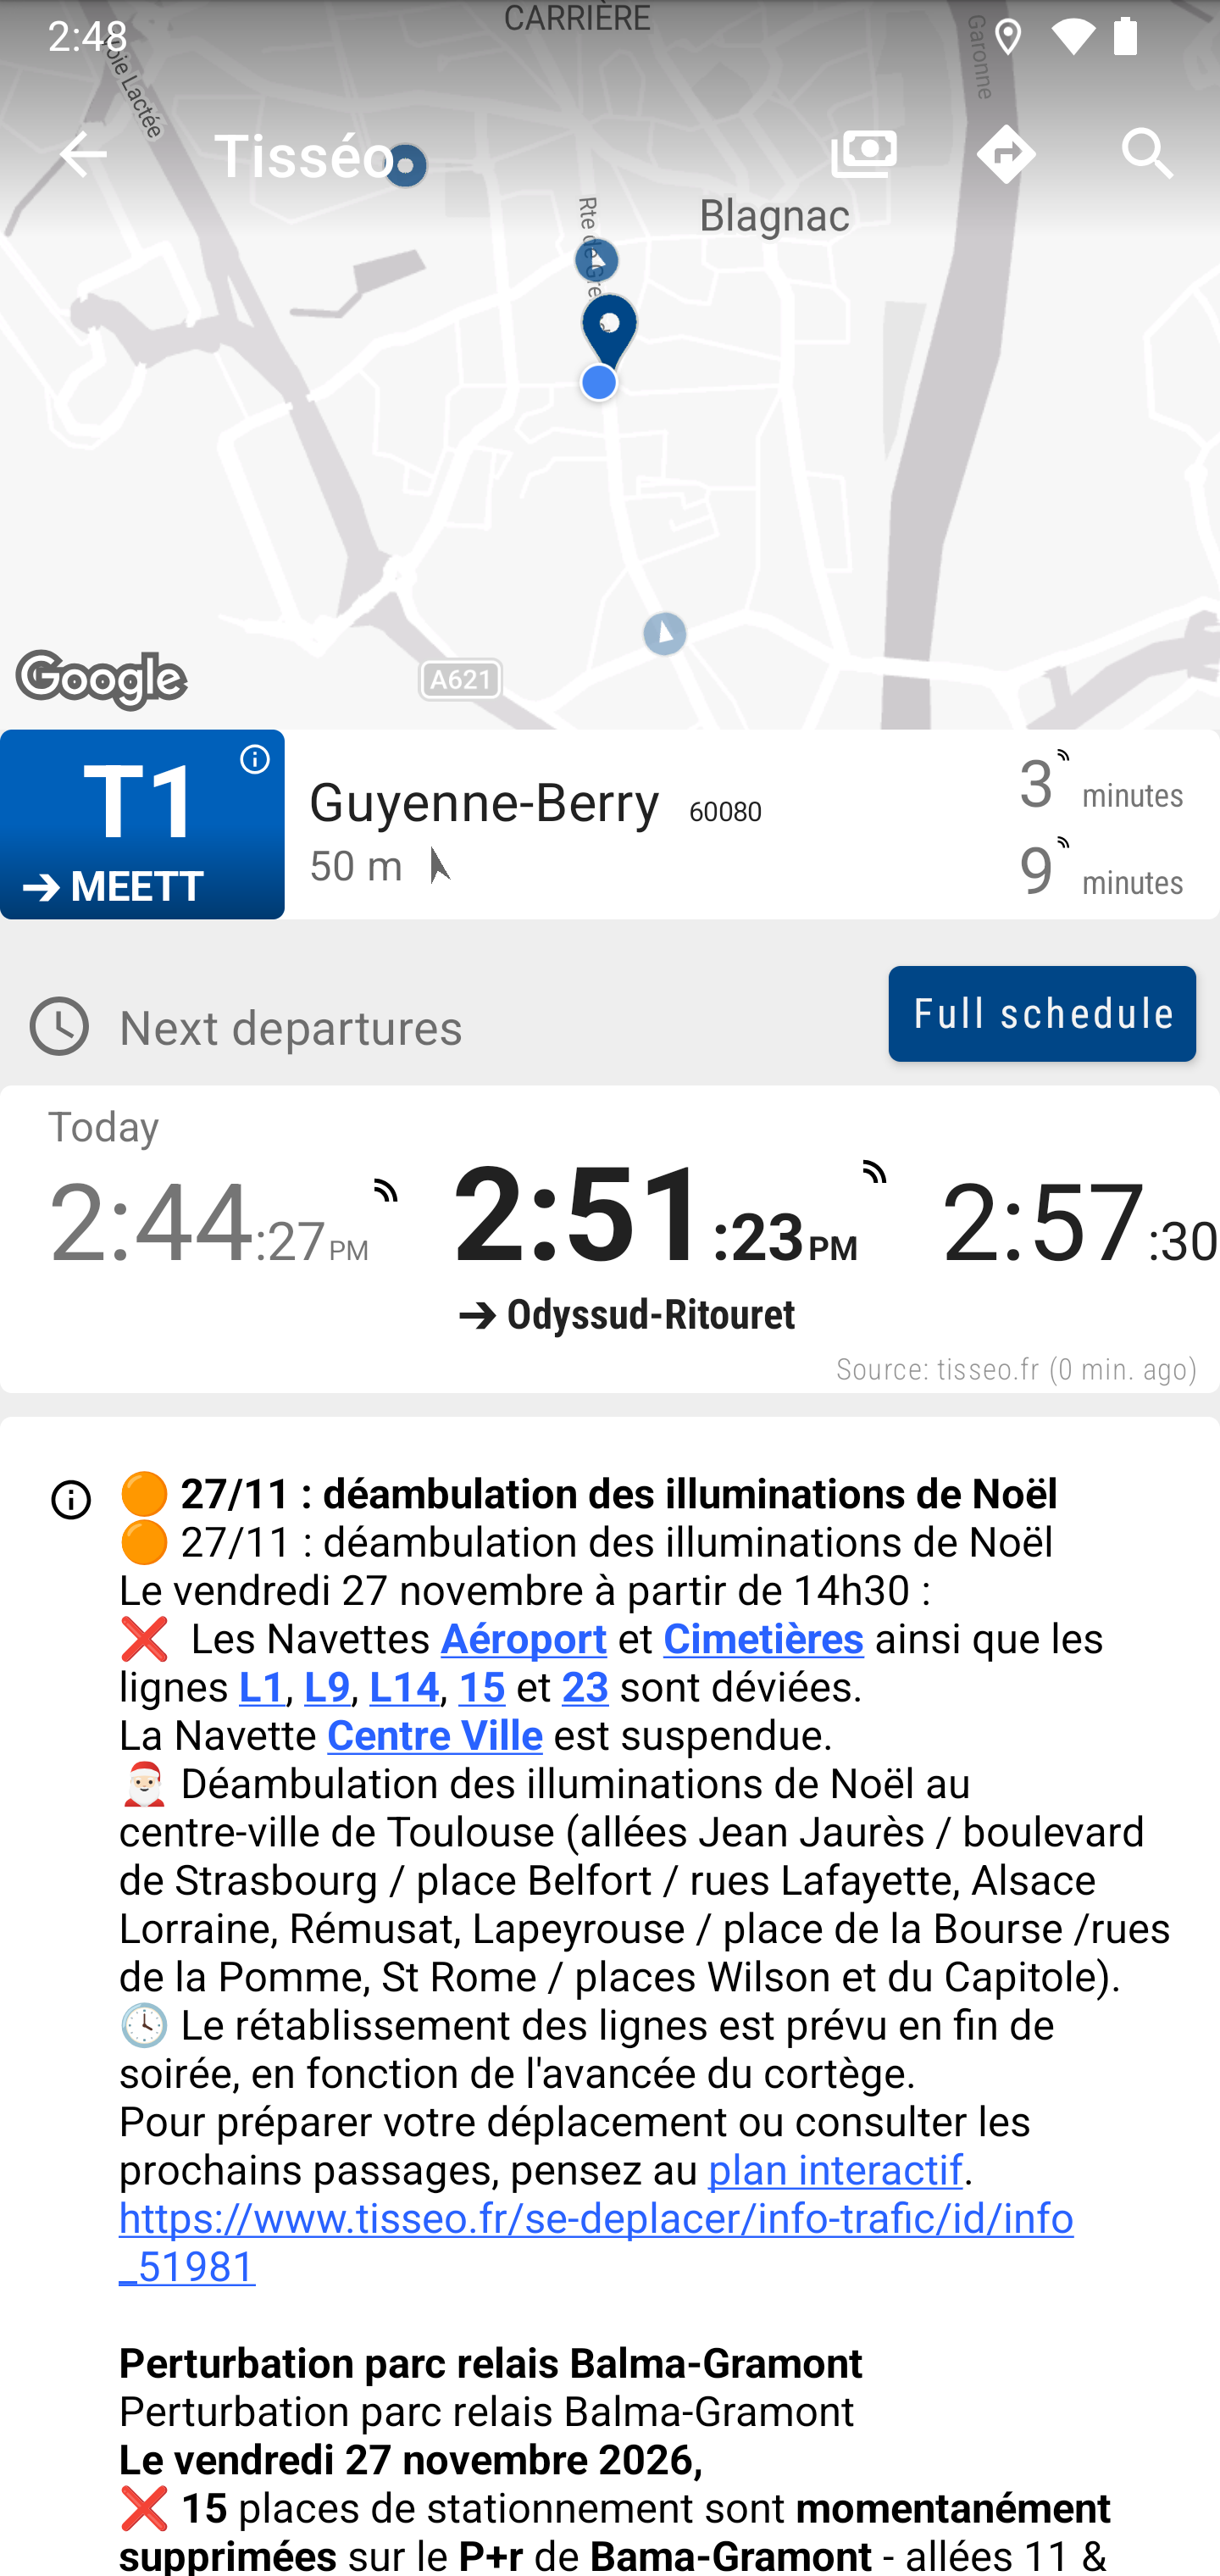 CARRIÈRE
2:48
Voie Lactée
Garonne
Tisséo
Blagnac
Rte de Gre
Google
A621
T1
→ MEETT
Guyenne-Berry 60080
50 m
3 minutes
9 minutes
Next departures
Full schedule
Today
2:44:27 PM
2:51:23 PM
2:57:30
→ Odyssud-Ritouret
Source: tisseo.fr (0 min. ago)
🟠 27/11 : déambulation des illuminations de Noël
🟠 27/11 : déambulation des illuminations de Noël
Le vendredi 27 novembre à partir de 14h30 :
❌ Les Navettes Aéroport et Cimetières ainsi que les
lignes L1, L9, L14, 15 et 23 sont déviées.
La Navette Centre Ville est suspendue.
🎅🏻 Déambulation des illuminations de Noël au
centre-ville de Toulouse (allées Jean Jaurès / boulevard
de Strasbourg / place Belfort / rues Lafayette, Alsace
Lorraine, Rémusat, Lapeyrouse / place de la Bourse /rues
de la Pomme, St Rome / places Wilson et du Capitole).
🕓 Le rétablissement des lignes est prévu en fin de
soirée, en fonction de l'avancée du cortège.
Pour préparer votre déplacement ou consulter les
prochains passages, pensez au plan interactif.
https://www.tisseo.fr/se-deplacer/info-trafic/id/info
_51981
Perturbation parc relais Balma-Gramont
Perturbation parc relais Balma-Gramont
Le vendredi 27 novembre 2026,
❌ 15 places de stationnement sont momentanément
supprimées sur le P+r de Bama-Gramont - allées 11 &